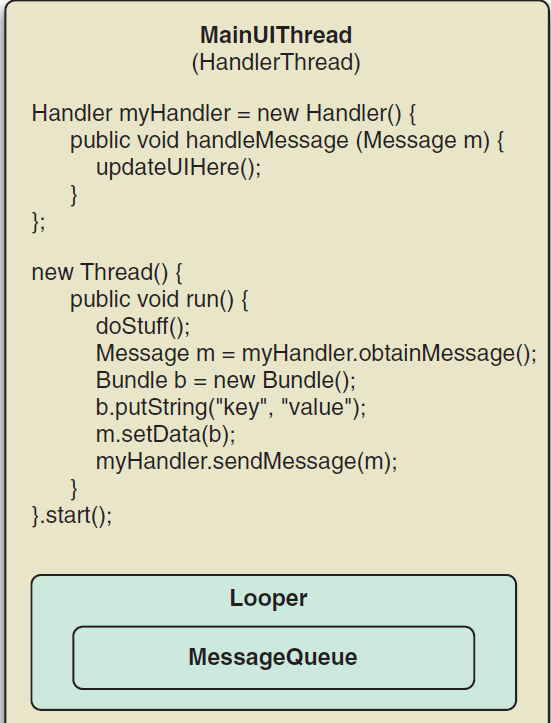 MainUIThread
(HandlerThread)
Handler myHandler = new Handler() {
public void handleMessage (Message m) {
updateUIHere();
}
};
new Thread() {
public void run() {
doStuff();
Message m = myHandler.obtainMessage();
Bundle b = new Bundle();
b.putString("key", "value");
m.setData(b);
myHandler.sendMessage(m);
}
}.start();
Looper
MessageQueue